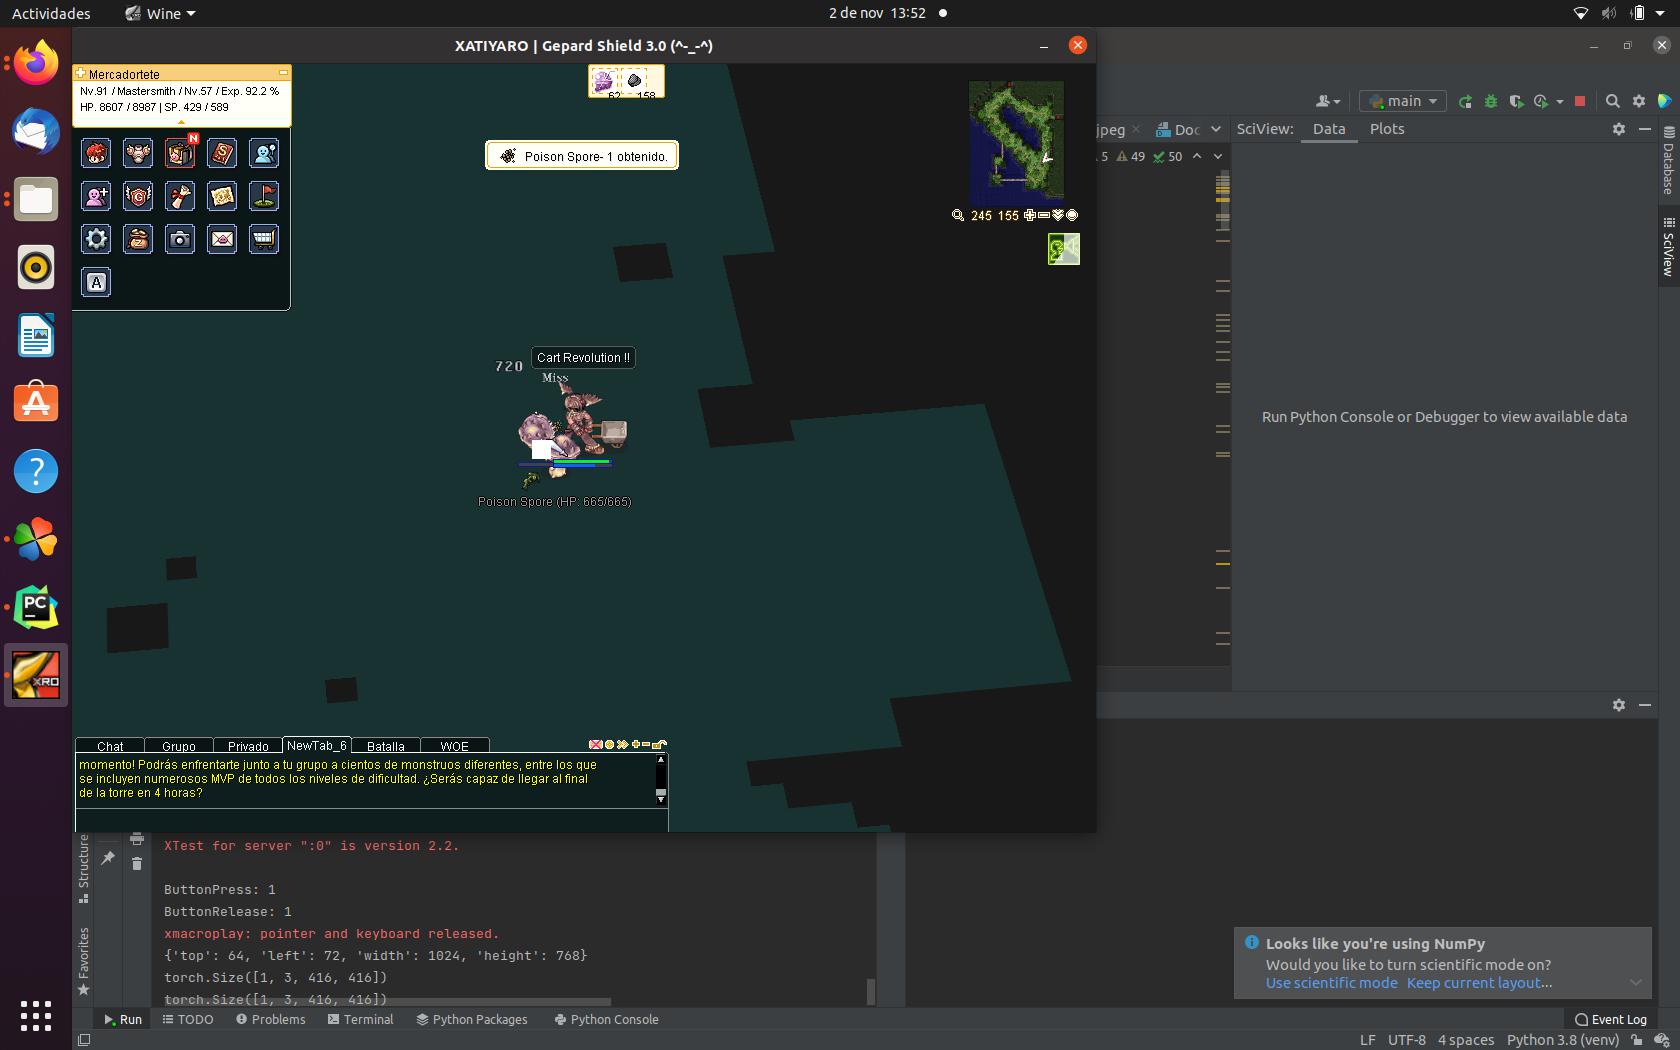 Actividades
Wine
2 de nov 13:52
XATIYARO | Gepard Shield 3.0 (^-_-^)
Mercadortete
Nv.91 / Mastersmith / Nv.57 / Exp. 92.2 %
HP. 8607 / 8987 | SP. 429 / 589
N
A
62 158
Poison Spore- 1 obtenido.
245 155
720
Cart Revolution !!
Miss
Poison Spore (HP: 665/665)
Chat Grupo Privado NewTab_6 Batalla WOE
momento! Podrás enfrentarte junto a tu grupo a cientos de monstruos diferentes, entre los que
se incluyen numerosos MVP de todos los niveles de dificultad. ¿Serás capaz de llegar al final
de la torre en 4 horas?
main
jpeg
Doc
SciView: Data Plots
5 49 50
Database
SciView
Run Python Console or Debugger to view available data
PC
XRO
Structure
Favorites
XTest for server ":0" is version 2.2.
ButtonPress: 1
ButtonRelease: 1
xmacroplay: pointer and keyboard released.
{'top': 64, 'left': 72, 'width': 1024, 'height': 768}
torch.Size([1, 3, 416, 416])
torch.Size([1, 3, 416, 416])
Looks like you're using NumPy
Would you like to turn scientific mode on?
Use scientific mode Keep current layout...
Run TODO Problems Terminal Python Packages Python Console
Event Log
LF UTF-8 4 spaces Python 3.8 (venv)